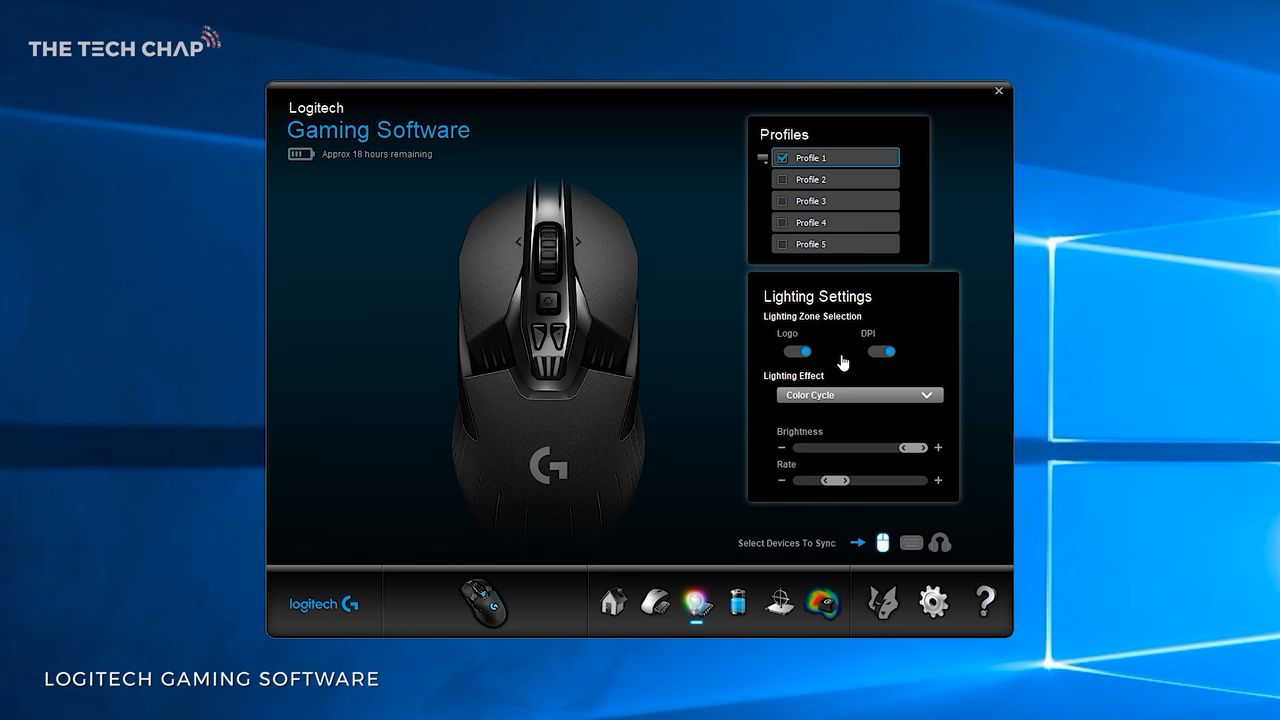 THE TECH CHAP
Logitech
Gaming Software
Approx 18 hours remaining
Profiles
Profile 1
Profile 2
Profile 3
Profile 4
Profile 5
Lighting Settings
Lighting Zone Selection
Logo DPI
Lighting Effect
Color Cycle
Brightness
Rate
Select Devices To Sync
logitech G
LOGITECH GAMING SOFTWARE